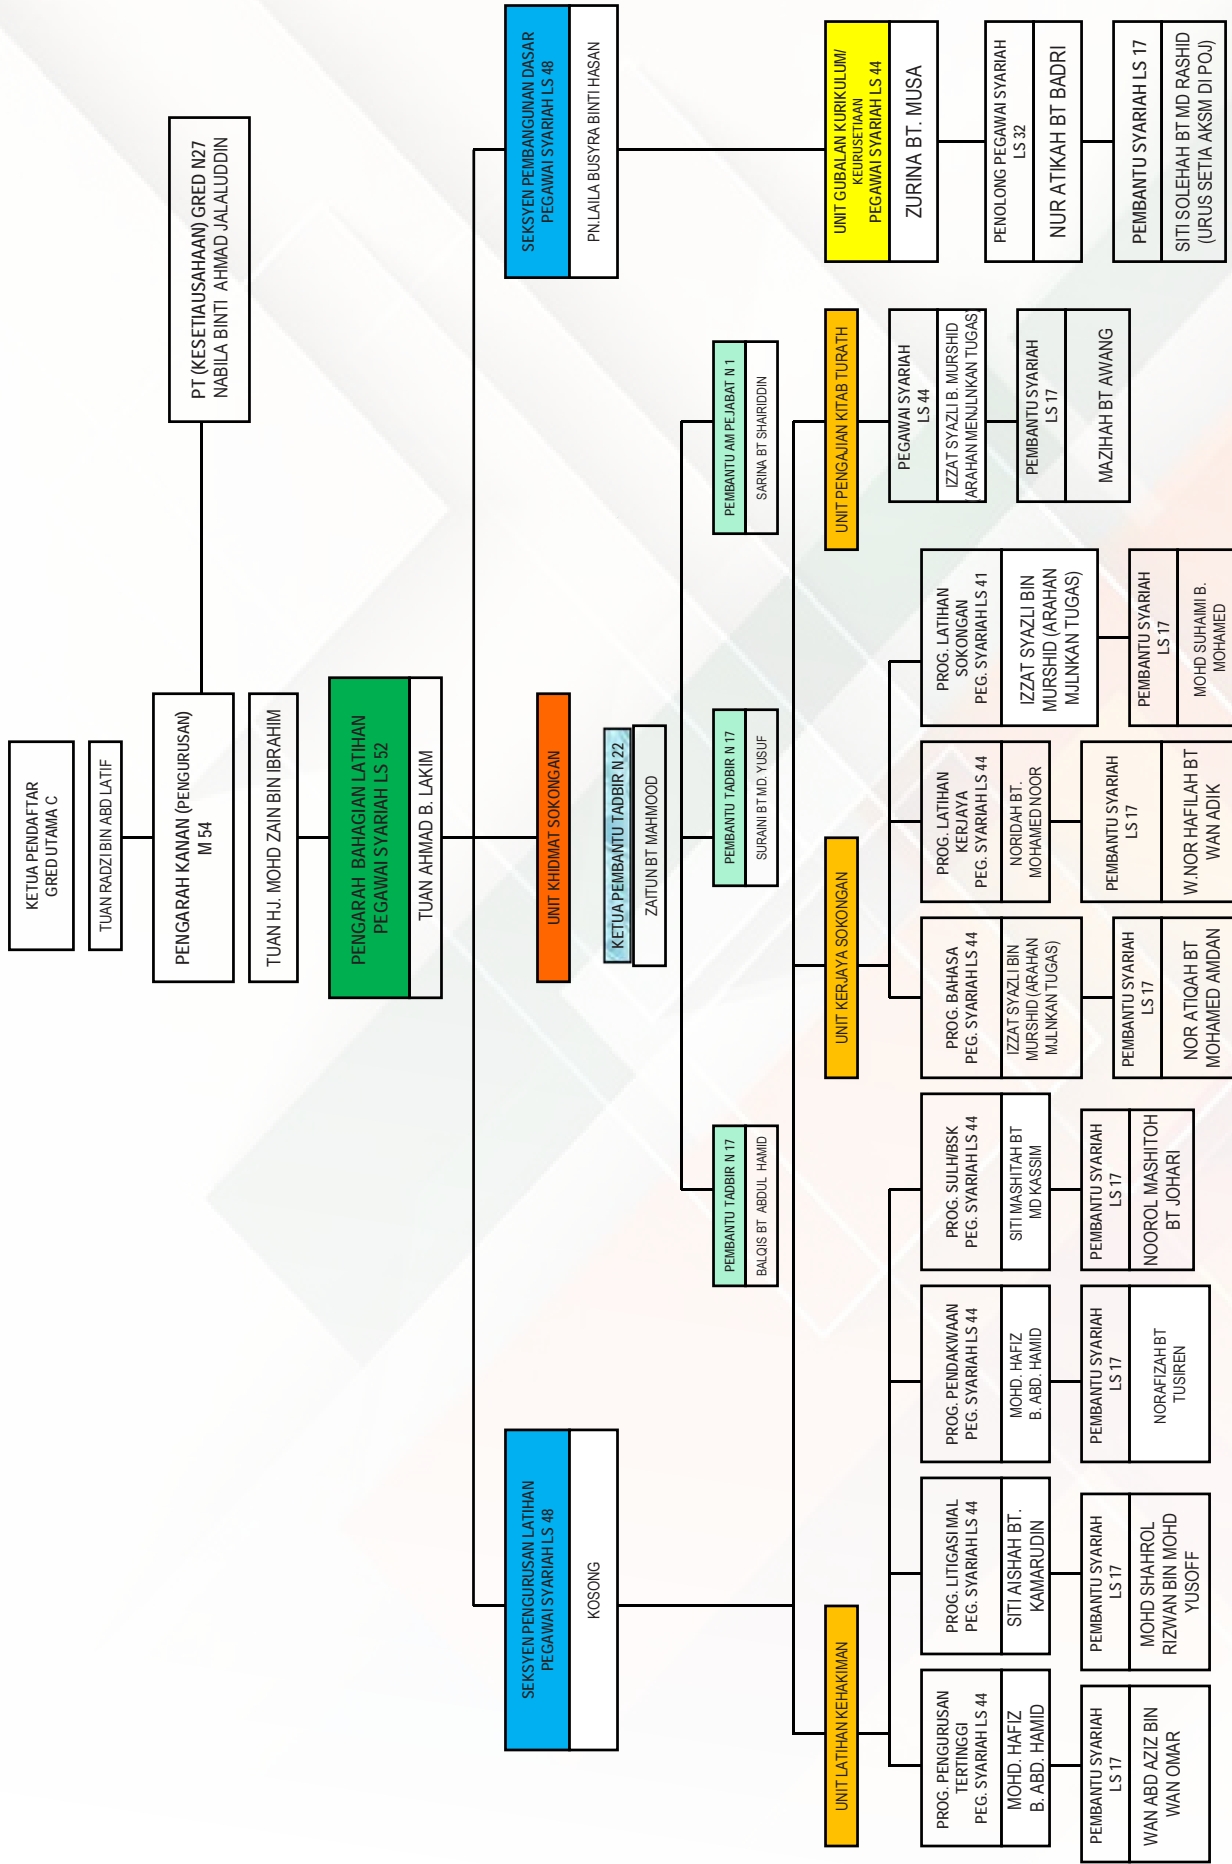 KETUA PENDAFTAR
GRED UTAMA C
TUAN RADZI BIN ABD LATIF
PENGARAH KANAN (PENGURUSAN)
M 54
TUAN HJ. MOHD ZAIN BIN IBRAHIM
PT (KESETIAUSAHAAN) GRED N27
NABILA BINTI AHMAD JALALUDDIN
PENGARAH BAHAGIAN LATIHAN
PEGAWAI SYARIAH LS 52
TUAN AHMAD B. LAKIM
SEKSYEN PENGURUSAN LATIHAN
PEGAWAI SYARIAH LS 48
KOSONG
UNIT KHIDMAT SOKONGAN
SEKSYEN PEMBANGUNAN DASAR
PEGAWAI SYARIAH LS 48
PN.LAILA BUSYRA BINTI HASAN
KETUA PEMBANTU TADBIR N 22
ZAITUN BT MAHMOOD
PEMBANTU TADBIR N 17
BALQIS BT ABDUL HAMID
PEMBANTU TADBIR N 17
SURAINI BT MD. YUSUF
PEMBANTU AM PEJABAT N 1
SARINA BT SHAIRIDDIN
UNIT LATIHAN KEHAKIMAN
UNIT KERJAYA SOKONGAN
UNIT PENGAJIAN KITAB TURATH
UNIT GUBALAN KURIKULUM/
KEURUSETIAAN
PEGAWAI SYARIAH LS 44
ZURINA BT. MUSA
PROG. PENGURUSAN
TERTINGGI
PEG. SYARIAH LS 44
MOHD. HAFIZ
B. ABD. HAMID
PEMBANTU SYARIAH
LS 17
WAN ABD AZIZ BIN
WAN OMAR
PROG. LITIGASI MAL
PEG. SYARIAH LS 44
SITI AISHAH BT.
KAMARUDIN
PEMBANTU SYARIAH
LS 17
MOHD SHAHROL
RIZWAN BIN MOHD
YUSOFF
PROG. PENDAKWAAN
PEG. SYARIAH LS 44
MOHD. HAFIZ
B. ABD. HAMID
PEMBANTU SYARIAH
LS 17
NORAFIZAH BT
TUSIREN
PROG. SULH/BSK
PEG. SYARIAH LS 44
SITI MASHITAH BT
MD KASSIM
PEMBANTU SYARIAH
LS 17
NOOROL MASHITOH
BT JOHARI
PROG. BAHASA
PEG. SYARIAH LS 44
IZZAT SYAZLI BIN
MURSHID (ARAHAN
MJLNKAN TUGAS)
PEMBANTU SYARIAH
LS 17
NOR ATIQAH BT
MOHAMED AMDAN
PROG. LATIHAN
KERJAYA
PEG. SYARIAH LS 44
NORIDAH BT.
MOHAMED NOOR
PEMBANTU SYARIAH
LS 17
W.NOR HAFILAH BT
WAN ADIK
PROG. LATIHAN
SOKONGAN
PEG. SYARIAH LS 41
IZZAT SYAZLI BIN
MURSHID (ARAHAN
MJLNKAN TUGAS)
PEMBANTU SYARIAH
LS 17
MOHD SUHAIMI B.
MOHAMED
PEGAWAI SYARIAH
LS 44
IZZAT SYAZLI B. MURSHID
(ARAHAN MENJLNKAN TUGAS)
PEMBANTU SYARIAH
LS 17
MAZIHAH BT AWANG
PENOLONG PEGAWAI SYARIAH
LS 32
NUR ATIKAH BT BADRI
PEMBANTU SYARIAH LS 17
SITI SOLEHAH BT MD RASHID
(URUS SETIA AKSM DI POJ)